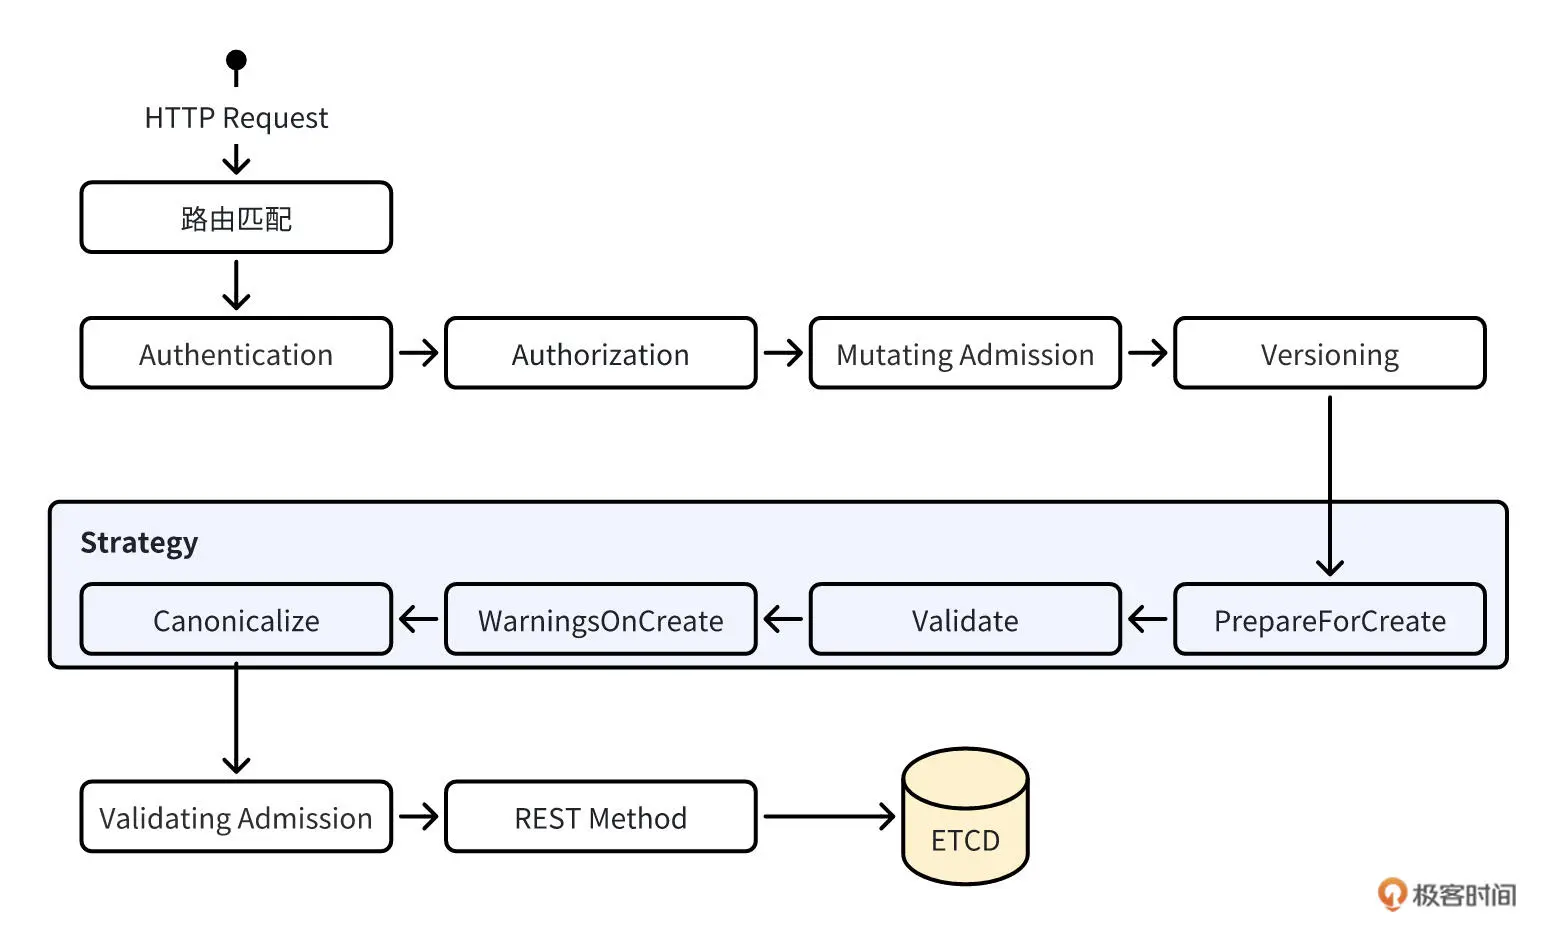 HTTP Request
路由匹配
Authentication
Authorization
Mutating Admission
Versioning
Strategy
Canonicalize
WarningsOnCreate
Validate
PrepareForCreate
Validating Admission
REST Method
ETCD
极客时间